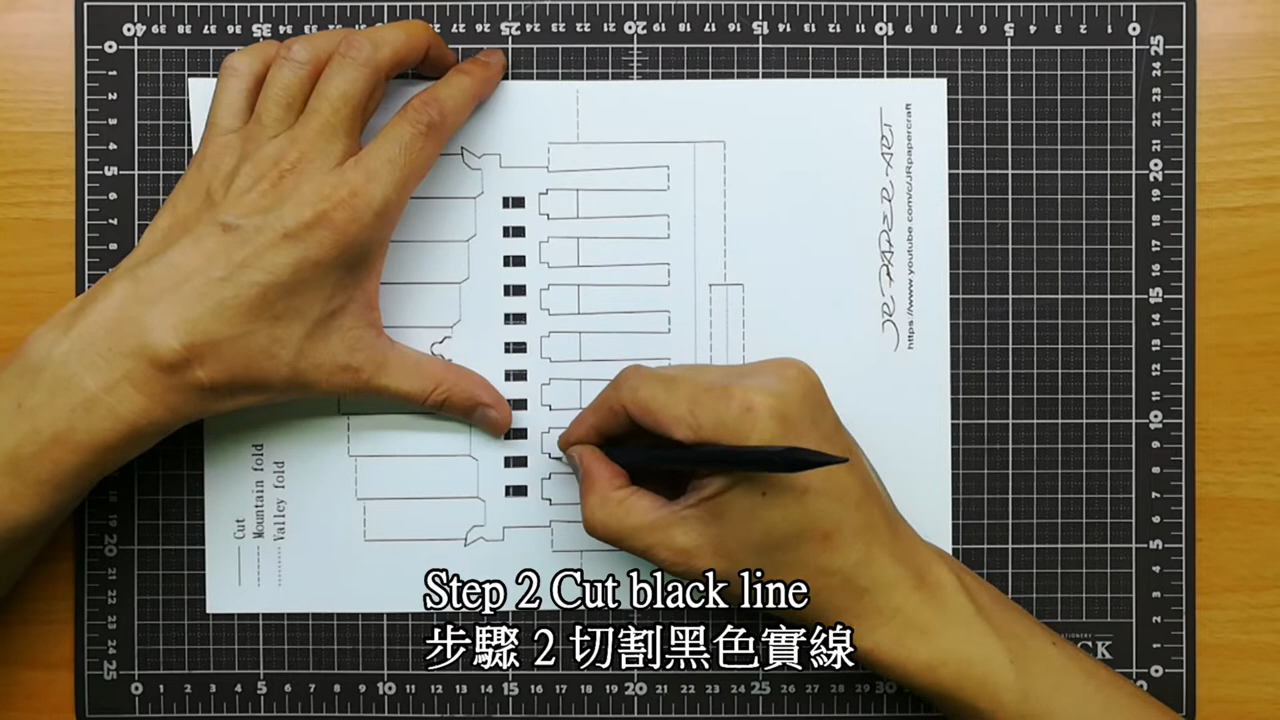 JR PAPER ART
https://www.youtube.com/c/JRpapercraft
Cut
Mountain fold
Valley fold
Step 2 Cut black line
步驟 2 切割黑色實線